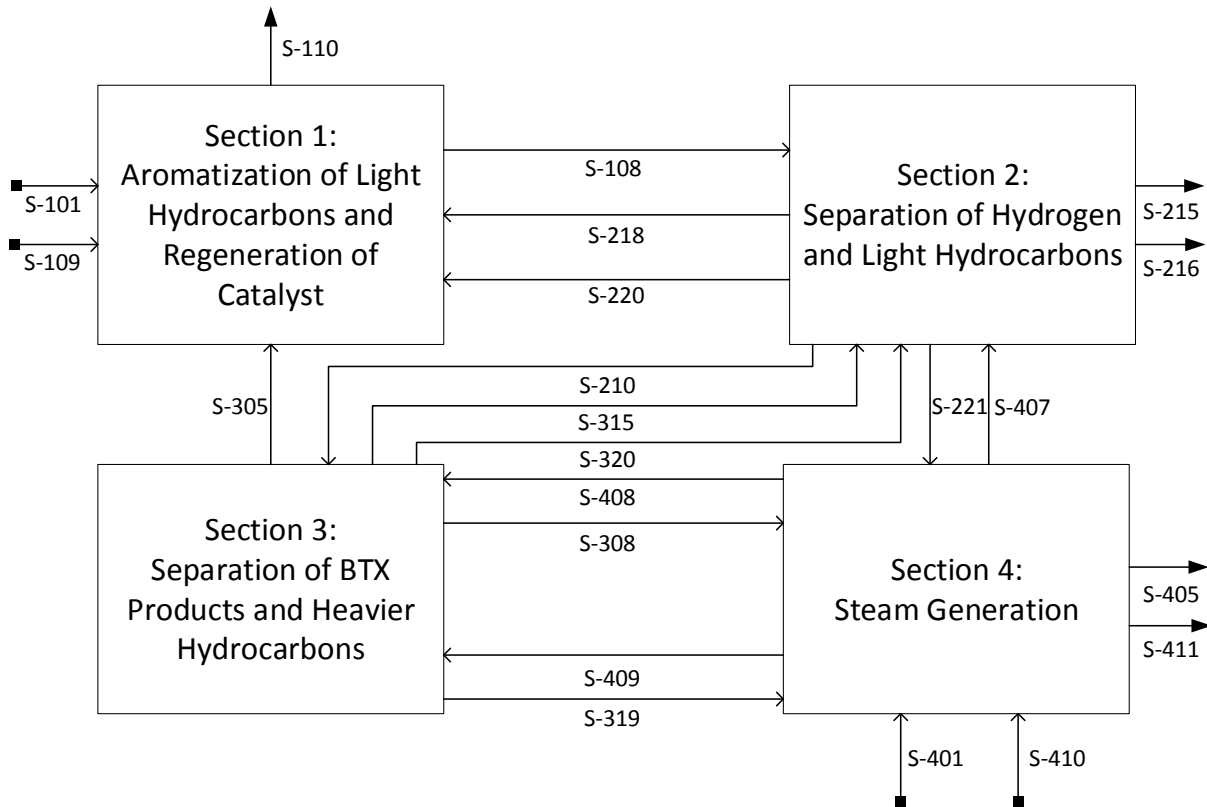 S-110
Section 1:
Aromatization of Light
Hydrocarbons and
Regeneration of
Catalyst
S-101
S-109
S-108
S-218
S-220
Section 2:
Separation of Hydrogen
and Light Hydrocarbons
S-215
S-216
S-305
S-210
S-315
S-320
S-221
S-407
S-408
S-308
Section 3:
Separation of BTX
Products and Heavier
Hydrocarbons
Section 4:
Steam Generation
S-405
S-411
S-409
S-319
S-401
S-410